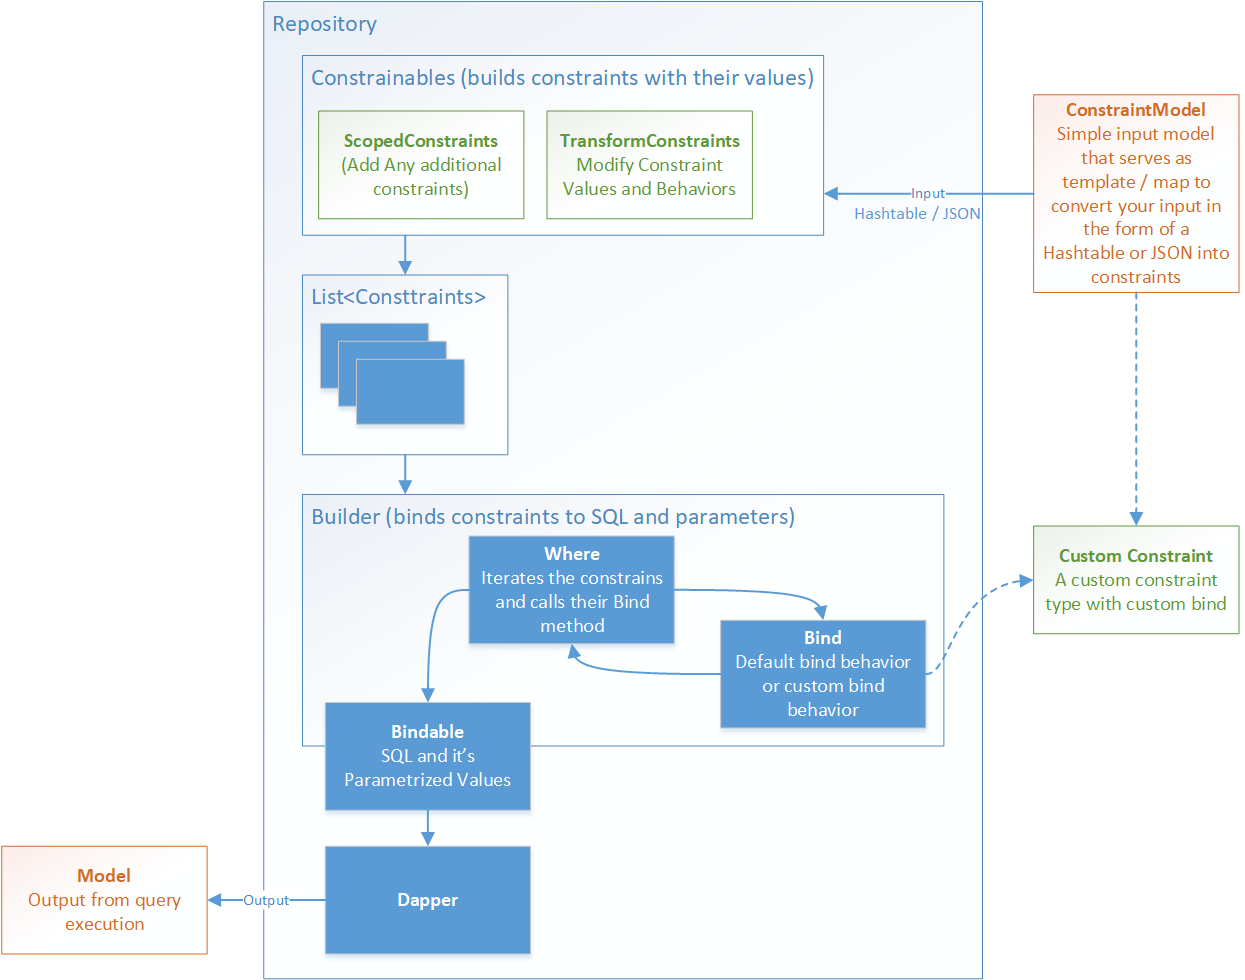 Repository
Constrainables (builds constraints with their values)
ScopedConstraints
(Add Any additional
constraints)
TransformConstraints
Modify Constraint
Values and Behaviors
ConstraintModel
Simple input model
that serves as
template / map to
convert your input in
the form of a
Hashtable or JSON into
constraints
Input
Hashtable / JSON
List<Consttraints>
Builder (binds constraints to SQL and parameters)
Where
Iterates the constrains
and calls their Bind
method
Custom Constraint
A custom constraint
type with custom bind
Bind
Default bind behavior
or custom bind
behavior
Bindable
SQL and it’s
Parametrized Values
Model
Output from query
execution
Output
Dapper